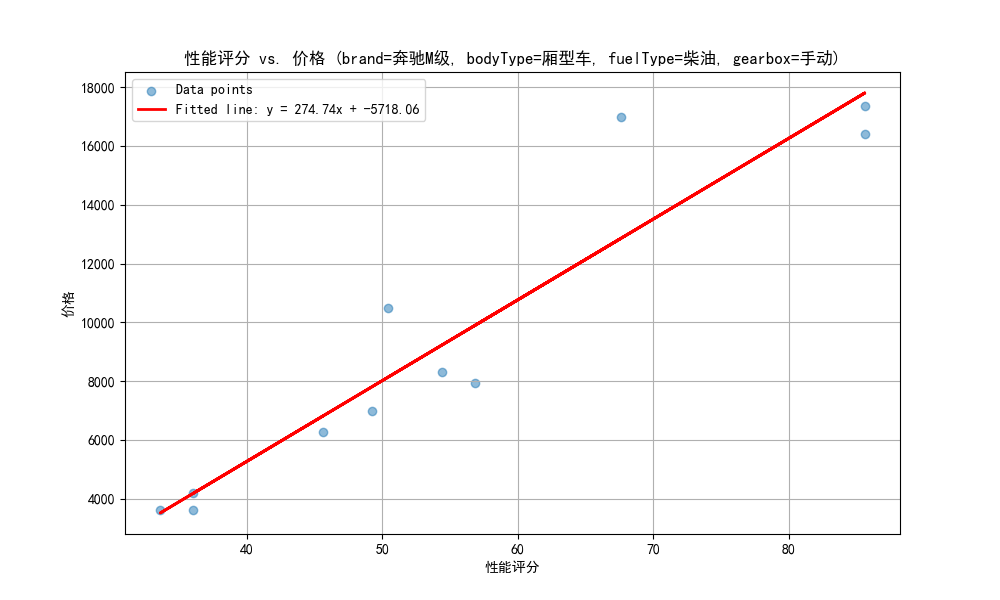 性能评分 vs. 价格 (brand=奔驰M级, bodyType=厢型车, fuelType=柴油, gearbox=手动)
Data points
Fitted line: y = 274.74x + -5718.06
18000
16000
14000
12000
10000
8000
6000
4000
价格
40 50 60 70 80
性能评分